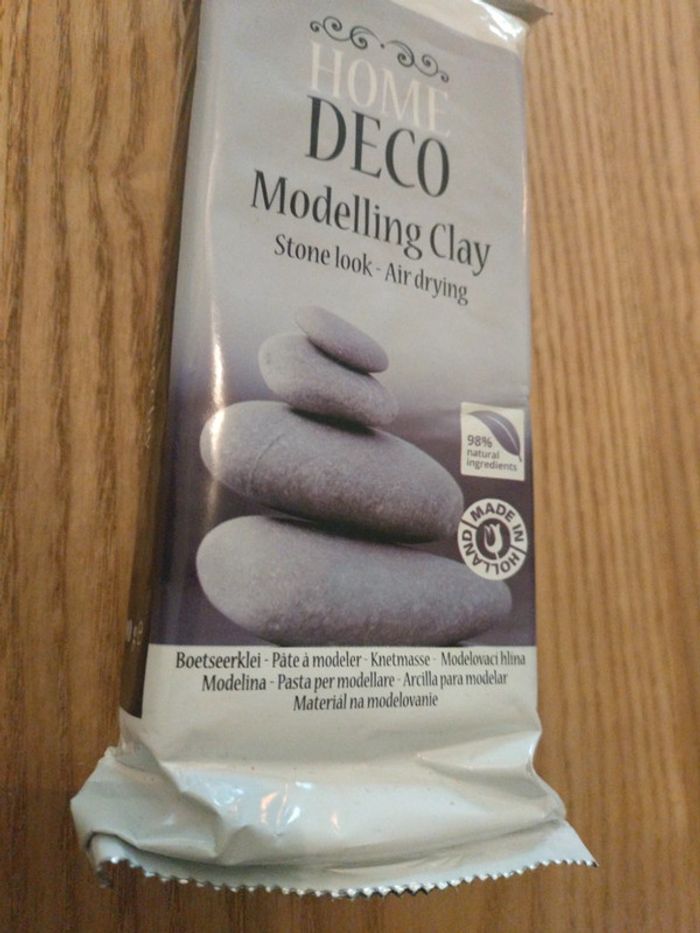 HOME
DECO
Modelling Clay
Stone look - Air drying
98%
natural
ingredients
MADE IN
HOLLAND
Boetseerklei - Pâte à modeler - Knetmasse - Modelovací hlína
Modelina - Pasta per modellare - Arcilla para modelar
Materiál na modelovanie